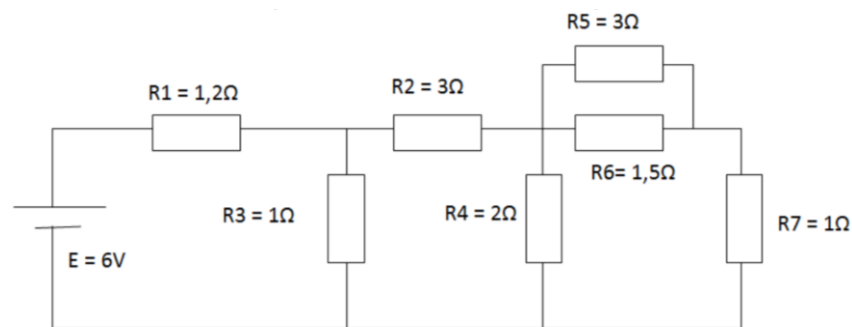 R5 = 3Ω
R1 = 1,2Ω
R2 = 3Ω
R6= 1,5Ω
R3 = 1Ω
R4 = 2Ω
R7 = 1Ω
E = 6V